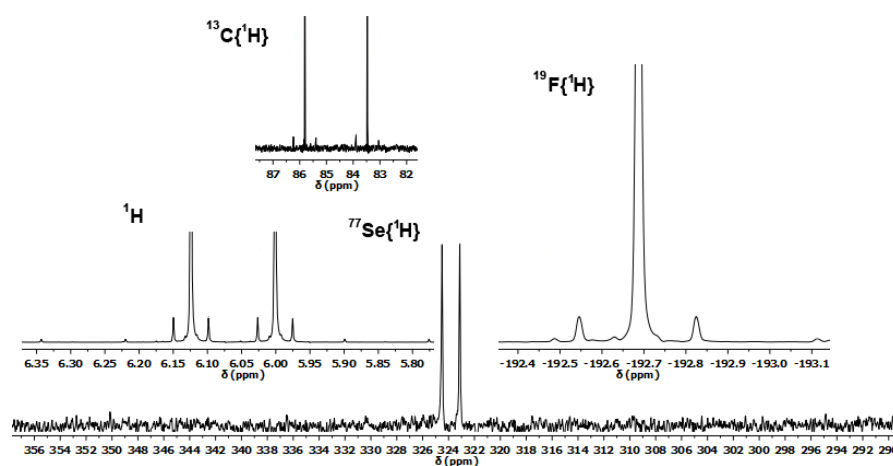 ¹³C{¹H}
87 86 85 84 83 82
δ (ppm)
¹⁹F{¹H}
¹H
⁷⁷Se{¹H}
6.35 6.30 6.25 6.20 6.15 6.10 6.05 6.00 5.95 5.90 5.85 5.80
δ (ppm)
-192.4 -192.5 -192.6 -192.7 -192.8 -192.9 -193.0 -193.1
δ (ppm)
356 354 352 350 348 346 344 342 340 338 336 334 332 330 328 326 324 322 320 318 316 314 312 310 308 306 304 302 300 298 296 294 292
δ (ppm)